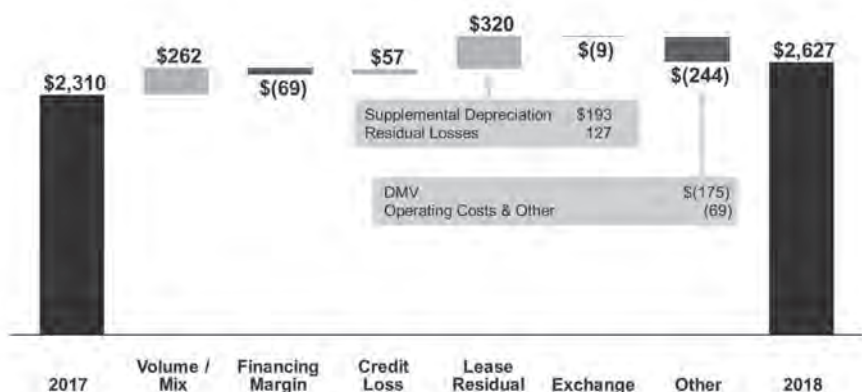 $2,310
$262
$(69)
$57
$320
$(9)
$(244)
$2,627
Supplemental Depreciation $193
Residual Losses 127
DMV $(175)
Operating Costs & Other (69)
2017
Volume /
Mix
Financing
Margin
Credit
Loss
Lease
Residual
Exchange
Other
2018